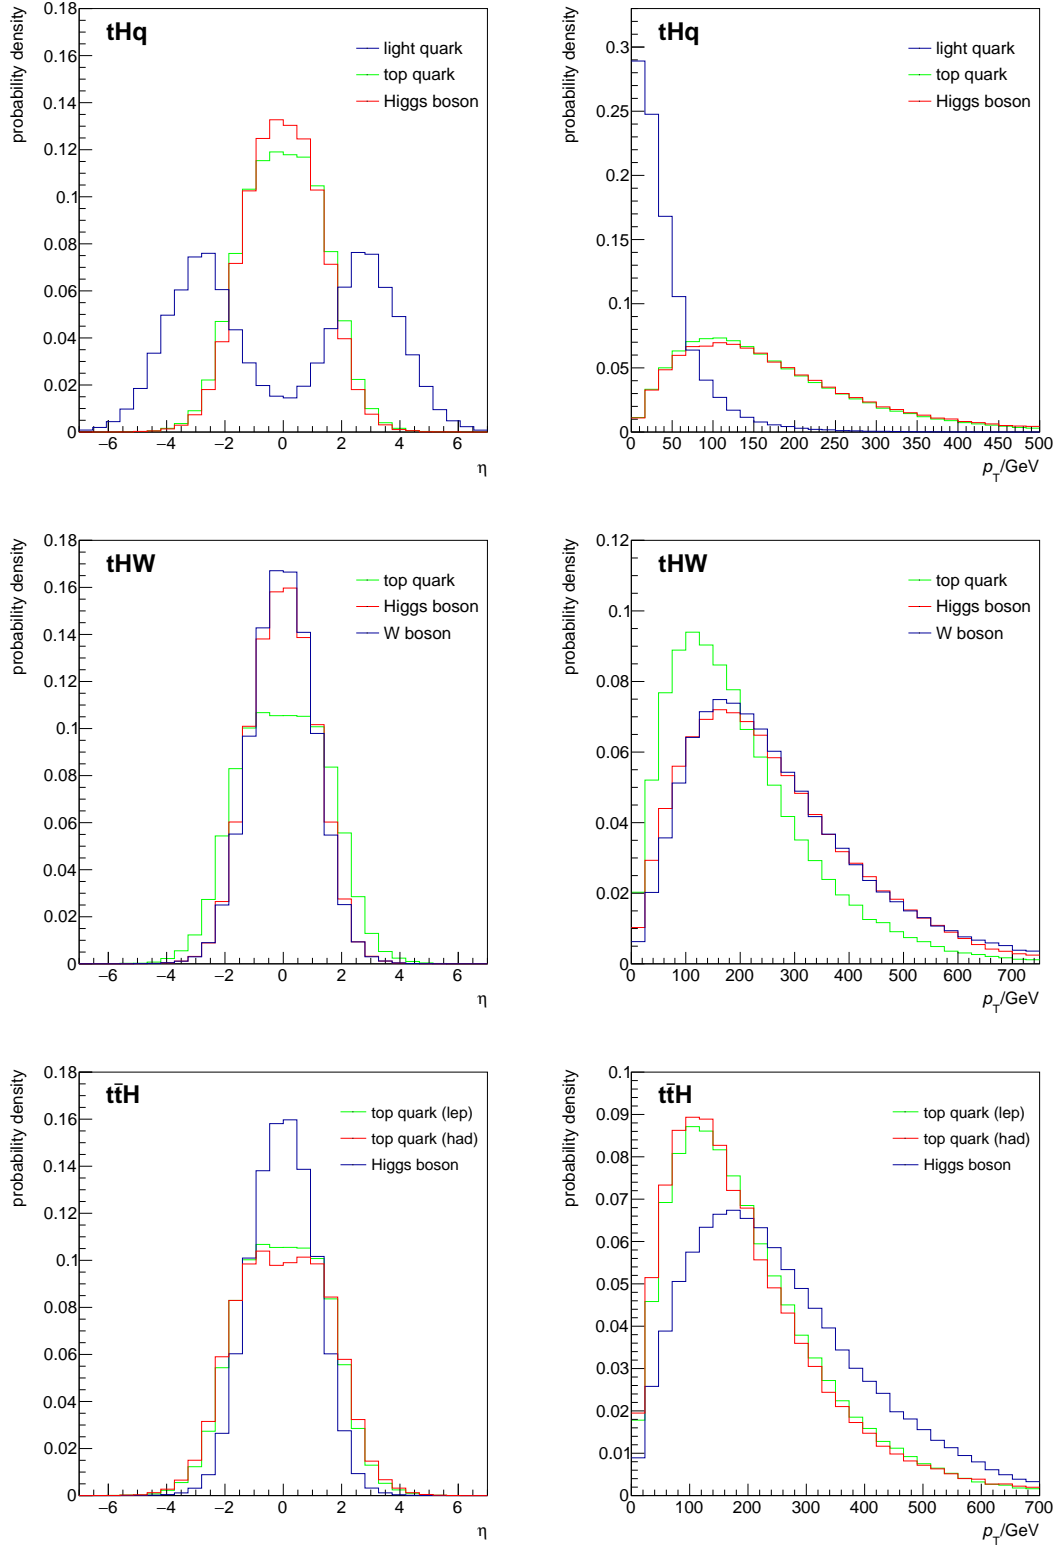 probability density
tHq
light quark
top quark
Higgs boson
0.18
0.16
0.14
0.12
0.1
0.08
0.06
0.04
0.02
0
−6 −4 −2 0 2 4 6
η
probability density
tHq
light quark
top quark
Higgs boson
0.3
0.25
0.2
0.15
0.1
0.05
0
0 50 100 150 200 250 300 350 400 450 500
p_T/GeV
probability density
tHW
top quark
Higgs boson
W boson
0.18
0.16
0.14
0.12
0.1
0.08
0.06
0.04
0.02
0
−6 −4 −2 0 2 4 6
η
probability density
tHW
top quark
Higgs boson
W boson
0.12
0.1
0.08
0.06
0.04
0.02
0
0 100 200 300 400 500 600 700
p_T/GeV
probability density
tt̄H
top quark (lep)
top quark (had)
Higgs boson
0.18
0.16
0.14
0.12
0.1
0.08
0.06
0.04
0.02
0
−6 −4 −2 0 2 4 6
η
probability density
tt̄H
top quark (lep)
top quark (had)
Higgs boson
0.1
0.09
0.08
0.07
0.06
0.05
0.04
0.03
0.02
0.01
0
0 100 200 300 400 500 600 700
p_T/GeV